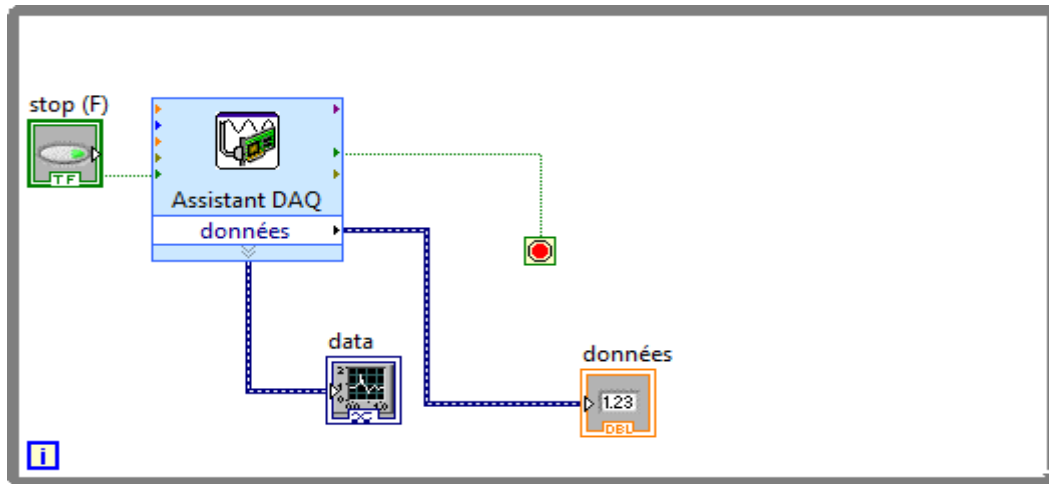 stop (F)
TF
Assistant DAQ
données
data
données
1.23
DBL
i